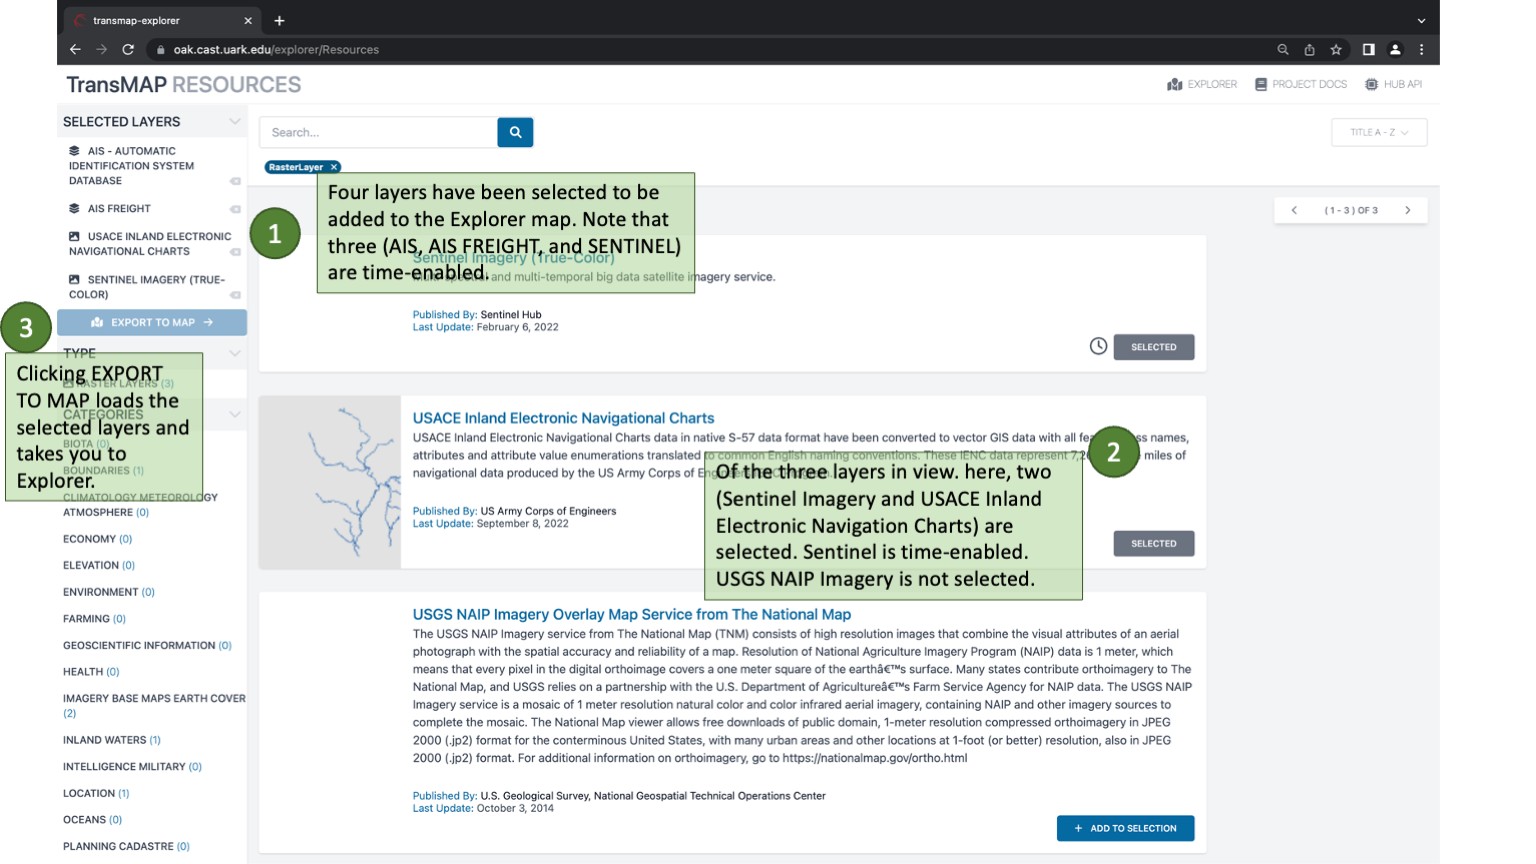 transmap-explorer
oak.cast.uark.edu/explorer/Resources
TransMAP RESOURCES
EXPLORER
PROJECT DOCS
HUB API
SELECTED LAYERS
AIS - AUTOMATIC
IDENTIFICATION SYSTEM
DATABASE
AIS FREIGHT
USACE INLAND ELECTRONIC
NAVIGATIONAL CHARTS
SENTINEL IMAGERY (TRUE-
COLOR)
EXPORT TO MAP
3
Clicking EXPORT
TO MAP loads the
selected layers and
takes you to
Explorer.
TYPE
RASTER LAYERS (3)
CATEGORIES
BIOTA (0)
BOUNDARIES (1)
CLIMATOLOGY METEOROLOGY
ATMOSPHERE (0)
ECONOMY (0)
ELEVATION (0)
ENVIRONMENT (0)
FARMING (0)
GEOSCIENTIFIC INFORMATION (0)
HEALTH (0)
IMAGERY BASE MAPS EARTH COVER
(2)
INLAND WATERS (1)
INTELLIGENCE MILITARY (0)
LOCATION (1)
OCEANS (0)
PLANNING CADASTRE (0)
Search...
TITLE A - Z
RasterLayer ×
( 1 - 3 ) OF 3
1
Four layers have been selected to be
added to the Explorer map. Note that
three (AIS, AIS FREIGHT, and SENTINEL)
are time-enabled.
Sentinel Imagery (True-Color)
and multi-temporal big data satellite imagery service.
Published By: Sentinel Hub
Last Update: February 6, 2022
SELECTED
USACE Inland Electronic Navigational Charts
USACE Inland Electronic Navigational Charts data in native S-57 data format have been converted to vector GIS data with all ss names,
attributes and attribute value enumerations translated to common English naming conventions. These IENC data represent miles of
navigational data produced by the US Army Corps of
Published By: US Army Corps of Engineers
Last Update: September 8, 2022
SELECTED
2
Of the three layers in view. here, two
(Sentinel Imagery and USACE Inland
Electronic Navigation Charts) are
selected. Sentinel is time-enabled.
USGS NAIP Imagery is not selected.
USGS NAIP Imagery Overlay Map Service from The National Map
The USGS NAIP Imagery service from The National Map (TNM) consists of high resolution images that combine the visual attributes of an aerial
photograph with the spatial accuracy and reliability of a map. Resolution of National Agriculture Imagery Program (NAIP) data is 1 meter, which
means that every pixel in the digital orthoimage covers a one meter square of the earthâ€™s surface. Many states contribute orthoimagery to The
National Map, and USGS relies on a partnership with the U.S. Department of Agricultureâ€™s Farm Service Agency for NAIP data. The USGS NAIP
Imagery service is a mosaic of 1 meter resolution natural color and color infrared aerial imagery, containing NAIP and other imagery sources to
complete the mosaic. The National Map viewer allows free downloads of public domain, 1-meter resolution compressed orthoimagery in JPEG
2000 (.jp2) format for the conterminous United States, with many urban areas and other locations at 1-foot (or better) resolution, also in JPEG
2000 (.jp2) format. For additional information on orthoimagery, go to https://nationalmap.gov/ortho.html
Published By: U.S. Geological Survey, National Geospatial Technical Operations Center
Last Update: October 3, 2014
+ ADD TO SELECTION